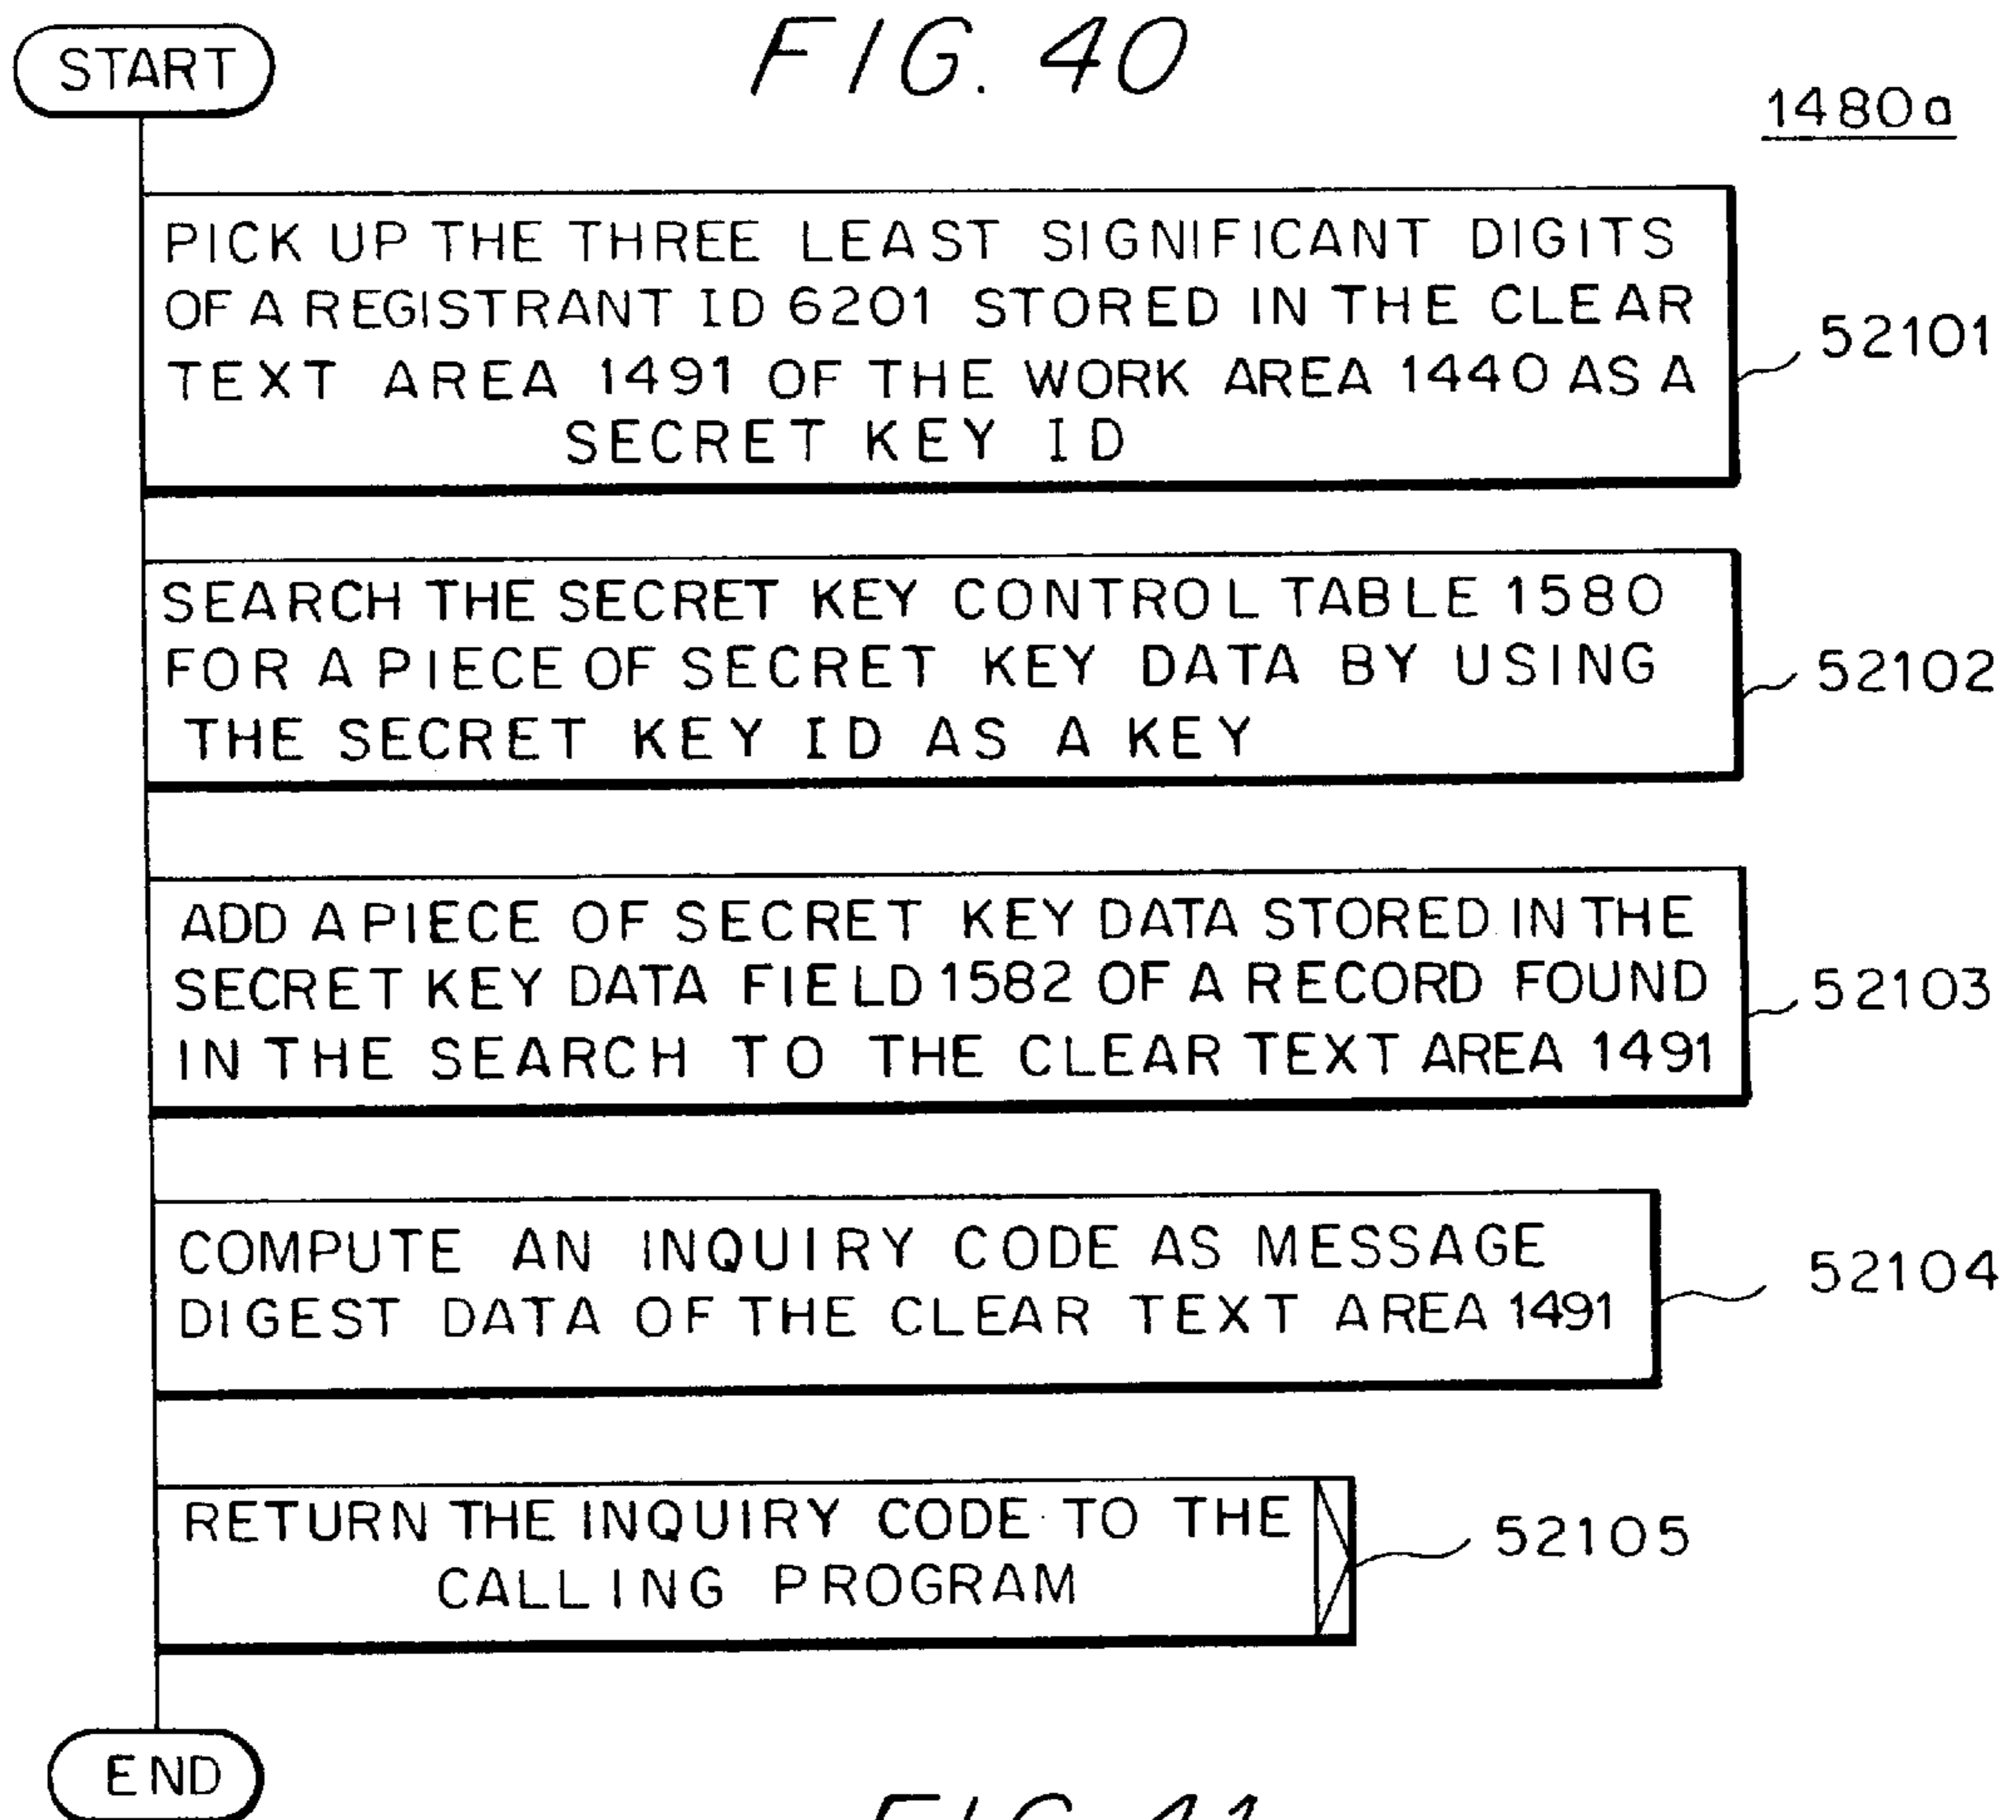 FIG. 40
START
1480a
PICK UP THE THREE LEAST SIGNIFICANT DIGITS
OF A REGISTRANT ID 6201 STORED IN THE CLEAR
TEXT AREA 1491 OF THE WORK AREA 1440 AS A
SECRET KEY ID
52101
SEARCH THE SECRET KEY CONTROL TABLE 1580
FOR A PIECE OF SECRET KEY DATA BY USING
THE SECRET KEY ID AS A KEY
52102
ADD A PIECE OF SECRET KEY DATA STORED IN THE
SECRET KEY DATA FIELD 1582 OF A RECORD FOUND
IN THE SEARCH TO THE CLEAR TEXT AREA 1491
52103
COMPUTE AN INQUIRY CODE AS MESSAGE
DIGEST DATA OF THE CLEAR TEXT AREA 1491
52104
RETURN THE INQUIRY CODE TO THE
CALLING PROGRAM
52105
END
FIG. 41